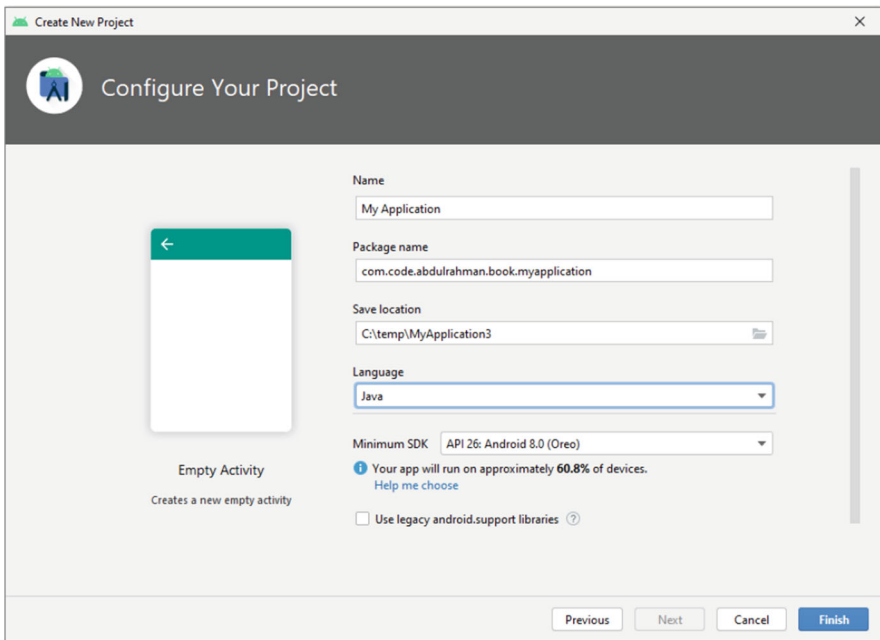 Create New Project
Configure Your Project
Name
My Application
Package name
com.code.abdulrahman.book.myapplication
Save location
C:\temp\MyApplication3
Language
Java
Minimum SDK API 26: Android 8.0 (Oreo)
Your app will run on approximately 60.8% of devices.
Help me choose
Use legacy android.support libraries ?
Empty Activity
Creates a new empty activity
Previous Next Cancel Finish